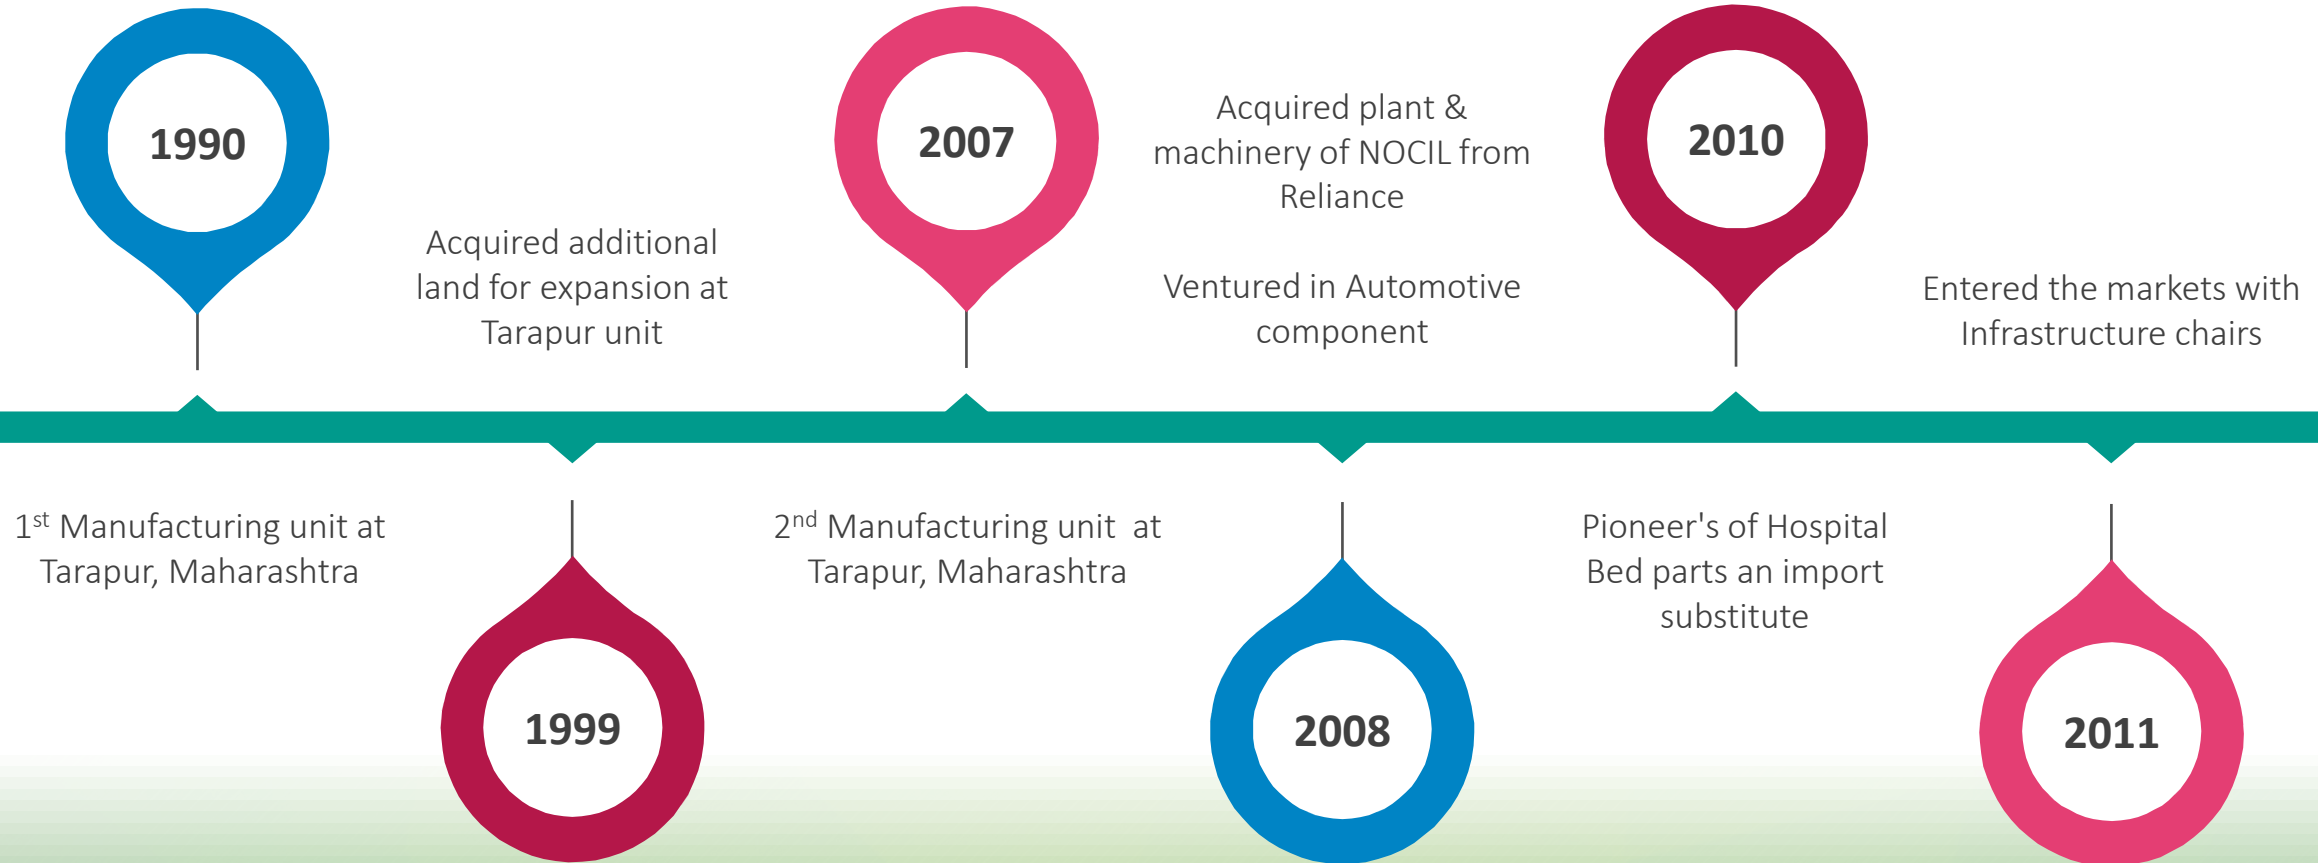 1990
1st Manufacturing unit at
Tarapur, Maharashtra
Acquired additional
land for expansion at
Tarapur unit
1999
2007
2nd Manufacturing unit  at
Tarapur, Maharashtra
Acquired plant &
machinery of NOCIL from
Reliance
Ventured in Automotive
component
2008
2010
Pioneer's of Hospital
Bed parts an import
substitute
Entered the markets with
Infrastructure chairs
2011